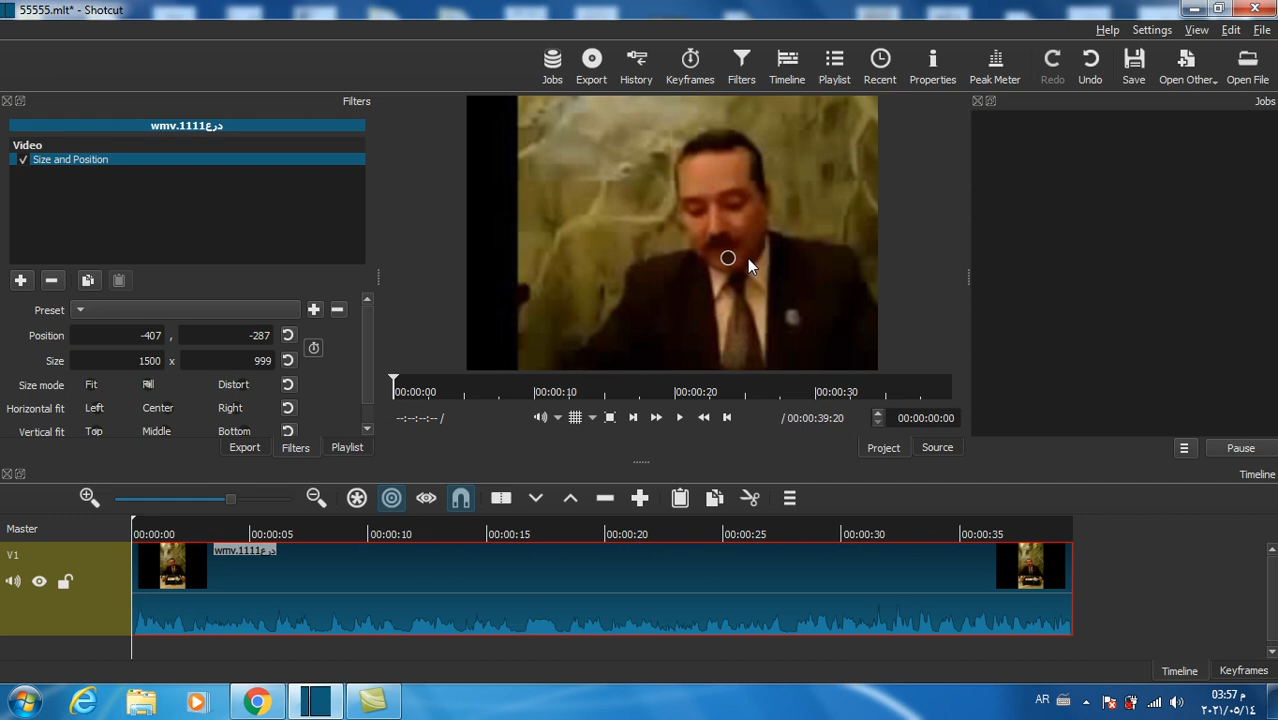 55555.mlt* - Shotcut
Help Settings View Edit File
Jobs Export History Keyframes Filters Timeline Playlist Recent Properties Peak Meter Redo Undo Save Open Other... Open File
Filters
Jobs
درع1111.wmv
Video
✓ Size and Position
Preset
Position -407 , -287
Size 1500 x 999
Size mode Fit Fill Distort
Horizontal fit Left Center Right
Vertical fit Top Middle Bottom
00:00:00 00:00:10 00:00:20 00:00:30
--:--:--:-- / / 00:00:39:20 00:00:00:00
Export Filters Playlist
Project Source
Pause
Timeline
Master
00:00:00 00:00:05 00:00:10 00:00:15 00:00:20 00:00:25 00:00:30 00:00:35
V1
درع1111.wmv
Timeline Keyframes
AR
03:57 م
٢٠٢١/٠٥/١٤